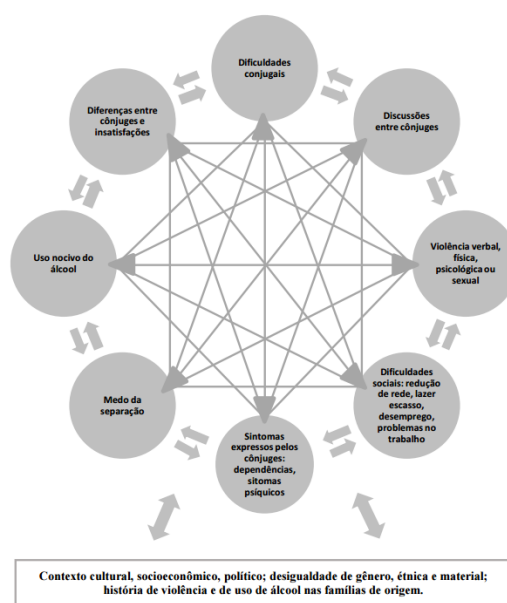 Dificuldades
conjugais
Diferenças entre
cônjuges e
insatisfações
Discussões
entre cônjuges
Uso nocivo do
álcool
Violência verbal,
física,
psicológica ou
sexual
Medo da
separação
Dificuldades
sociais: redução
de rede, lazer
escasso,
desemprego,
problemas no
trabalho
Sintomas
expressos pelos
cônjuges:
dependências,
sitomas
psíquicos
Contexto cultural, socioeconômico, político; desigualdade de gênero, étnica e material;
história de violência e de uso de álcool nas famílias de origem.